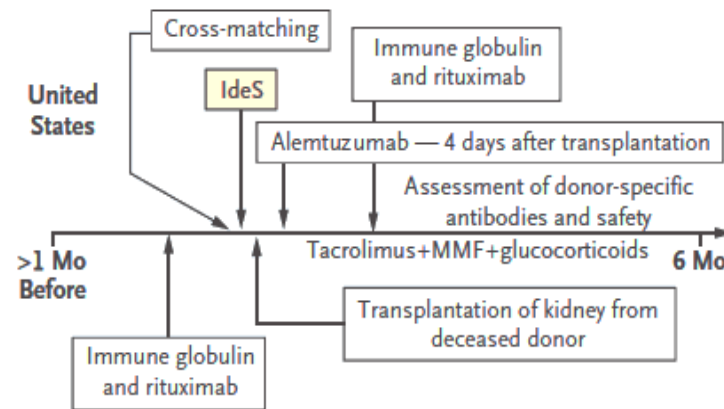 Cross-matching
IdeS
Immune globulin
and rituximab
United
States
Alemtuzumab — 4 days after transplantation
Assessment of donor-specific
antibodies and safety
>1 Mo
Before
Tacrolimus+MMF+glucocorticoids
6 Mo
Immune globulin
and rituximab
Transplantation of kidney from
deceased donor